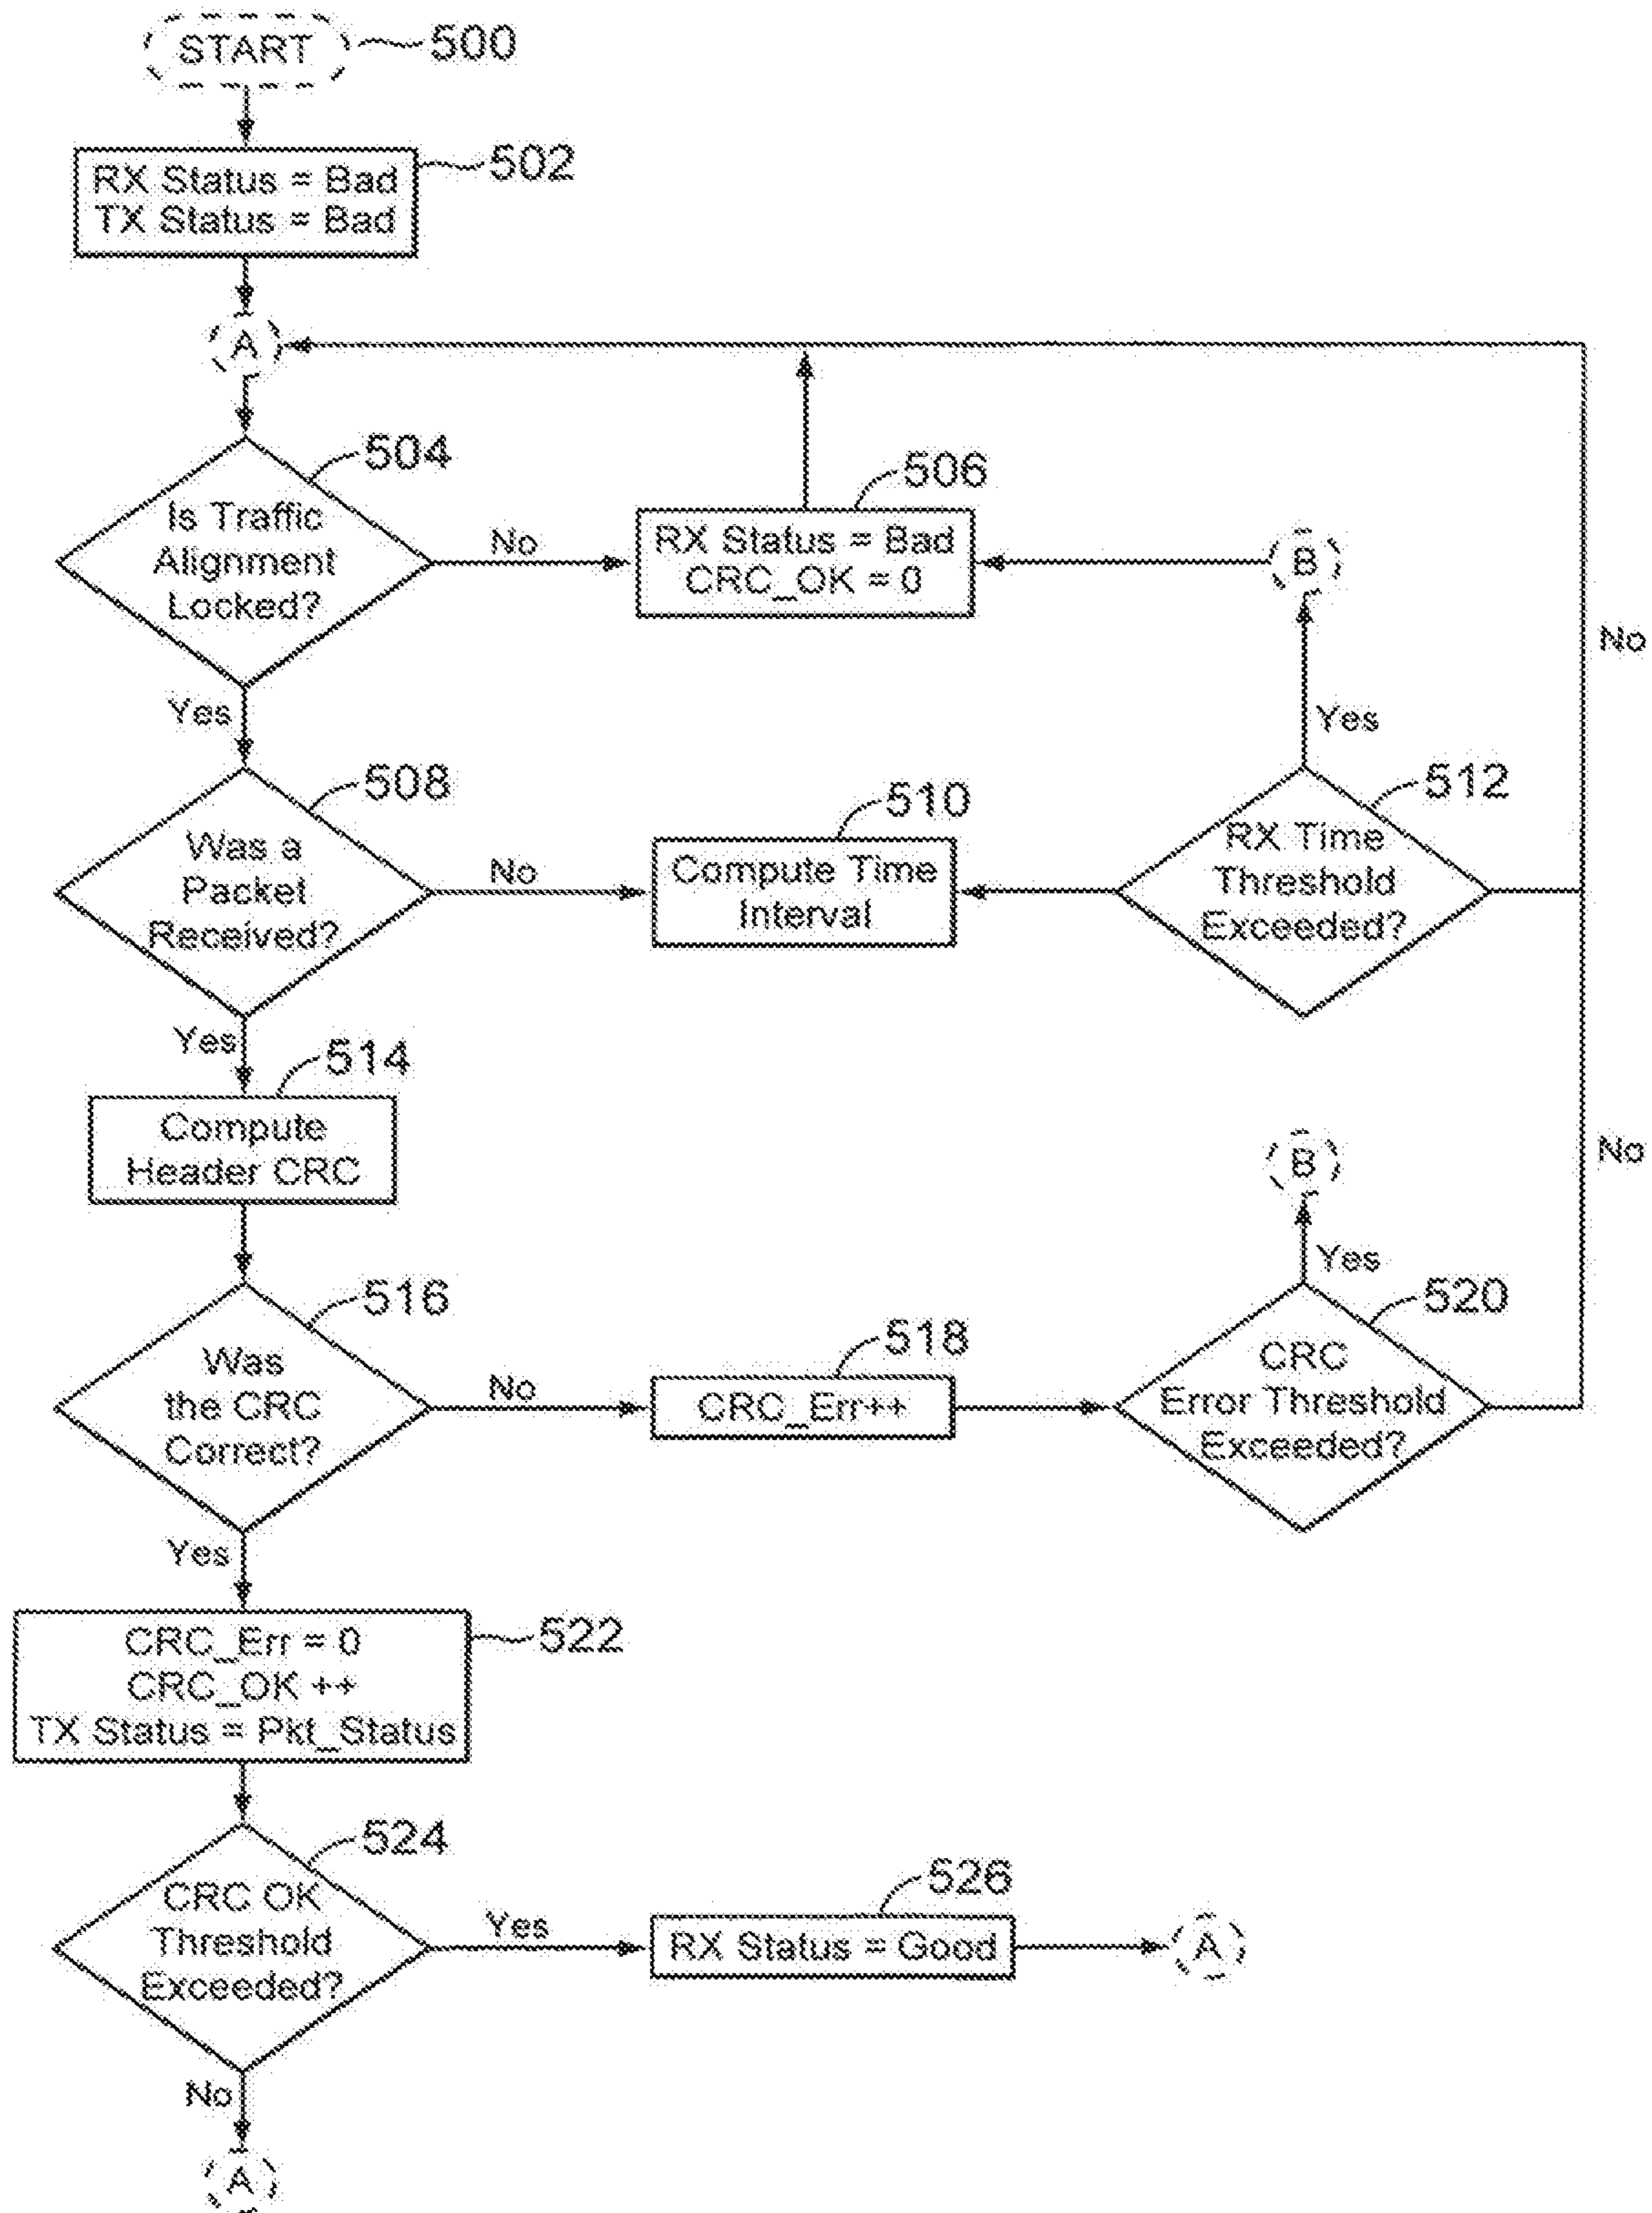 START
500
RX Status = Bad
TX Status = Bad
502
A
504
Is Traffic
Alignment
Locked?
No
506
RX Status = Bad
CRC_OK = 0
B
No
Yes
Yes
508
Was a
Packet
Received?
No
510
Compute Time
Interval
512
RX Time
Threshold
Exceeded?
Yes
514
Compute
Header CRC
B
No
Yes
516
Was
the CRC
Correct?
No
518
CRC_Err++
520
CRC
Error Threshold
Exceeded?
Yes
522
CRC_Err = 0
CRC_OK ++
TX Status = Pkt_Status
524
CRC OK
Threshold
Exceeded?
Yes
526
RX Status = Good
A
No
A